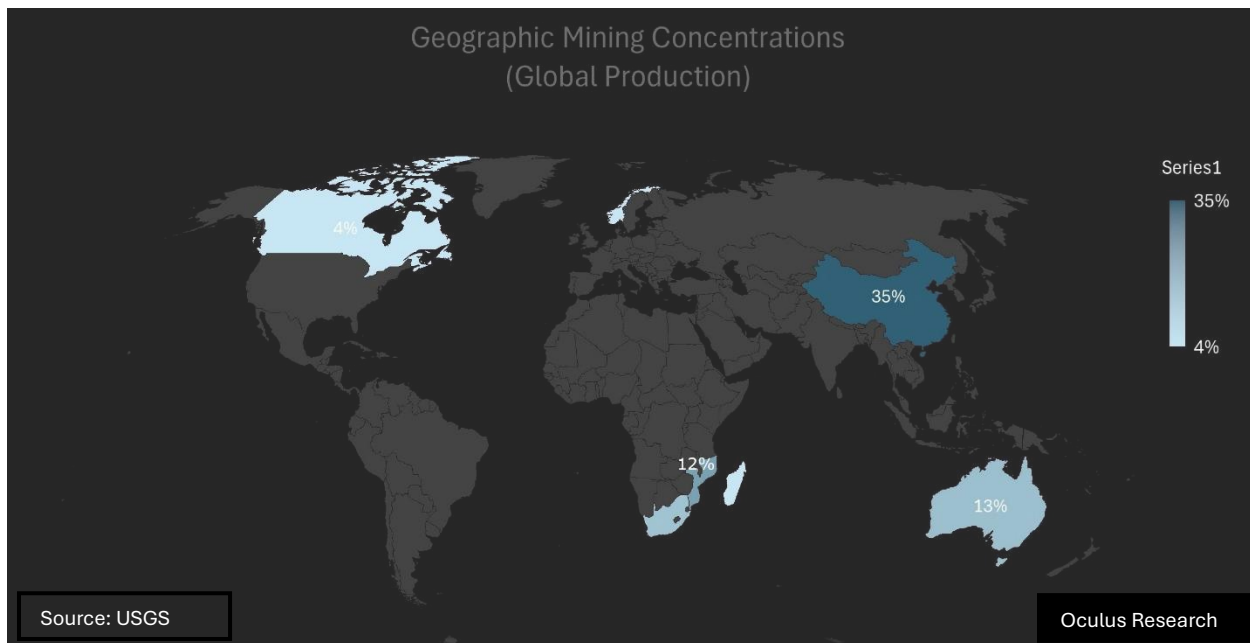 Geographic Mining Concentrations
(Global Production)
Series1
35%
4%
4%
35%
12%
13%
Source: USGS
Oculus Research